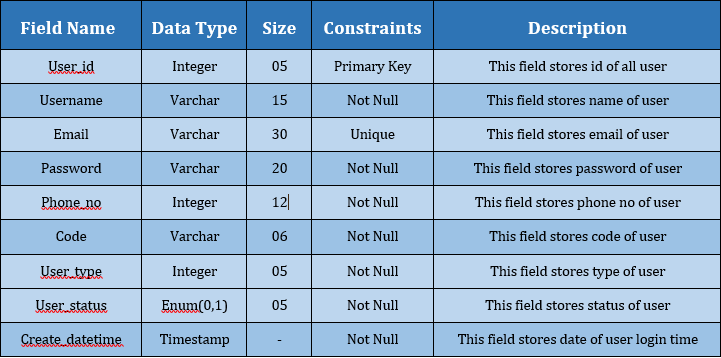 Field Name Data Type Size Constraints Description
User_id Integer 05 Primary Key This field stores id of all user
Username Varchar 15 Not Null This field stores name of user
Email Varchar 30 Unique This field stores email of user
Password Varchar 20 Not Null This field stores password of user
Phone_no Integer 12 Not Null This field stores phone no of user
Code Varchar 06 Not Null This field stores code of user
User_type Integer 05 Not Null This field stores type of user
User_status Enum(0,1) 05 Not Null This field stores status of user
Create_datetime Timestamp - Not Null This field stores date of user login time